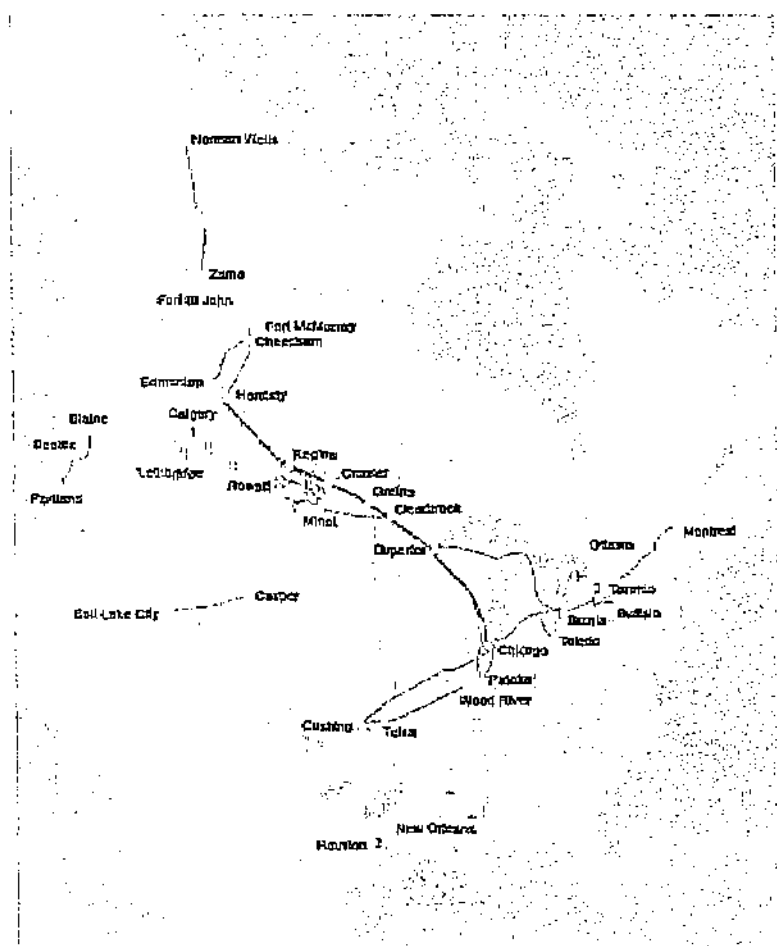 Norman Wells
Zama
Fort St. John
Fort McMurray
Cheecham
Edmonton
Hardisty
Calgary
Blaine
Regina
Lethbridge
Cromer
Rowatt
Gretna
Portland
Clearbrook
Minot
Montreal
Ottawa
Superior
Toronto
Casper
Buffalo
Salt Lake City
Sarnia
Toledo
Chicago
Patoka
Wood River
Cushing
Tulsa
New Orleans
Houston 2